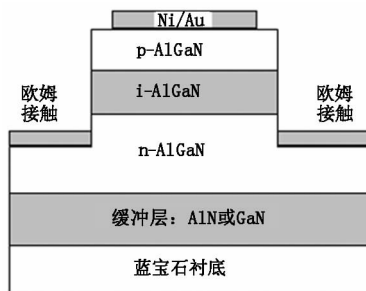 Ni/Au
p-AlGaN
i-AlGaN
欧姆
接触
欧姆
接触
n-AlGaN
缓冲层：AlN或GaN
蓝宝石衬底